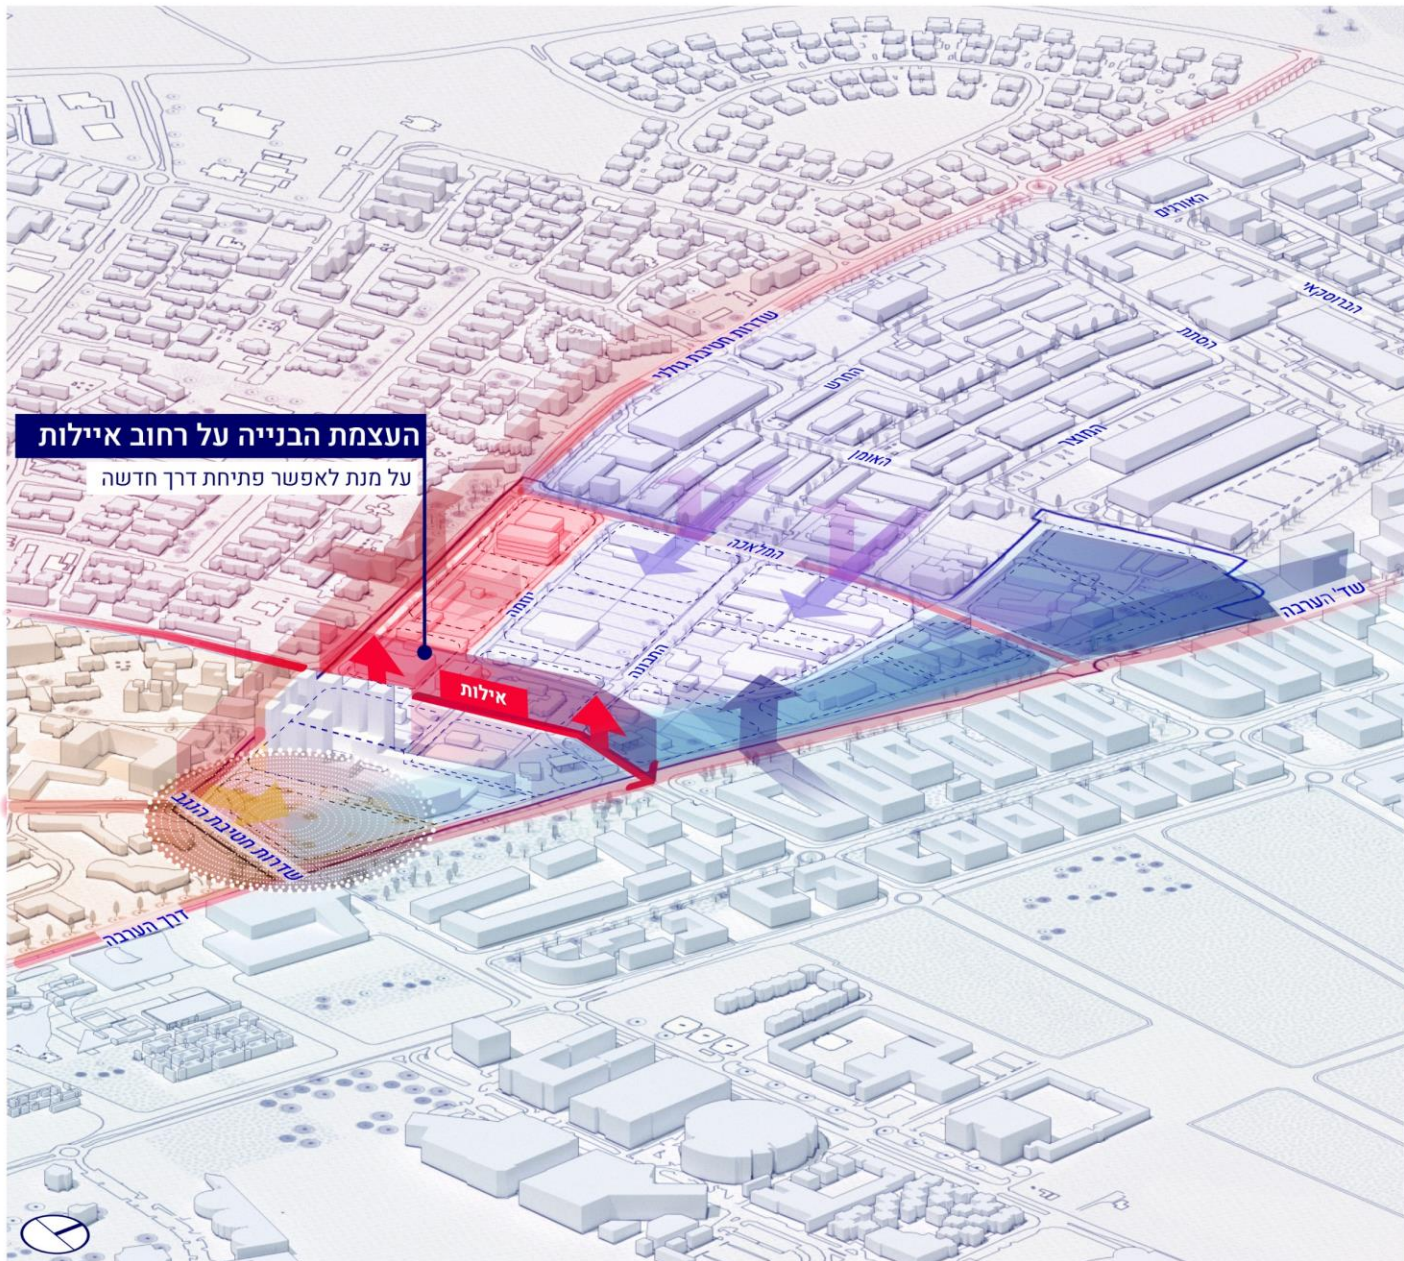 האורגים
הברוסקאי
הסתת
שדרות חטיבת גולני
החרש
המוצר
האומן
העצמת הבנייה על רחוב איילות
על מנת לאפשר פתיחת דרך חדשה
המלאכה
יזמה
התבונה
שד' הערבה
אילות
שדרות חטיבת הנגב
דרך הערבה